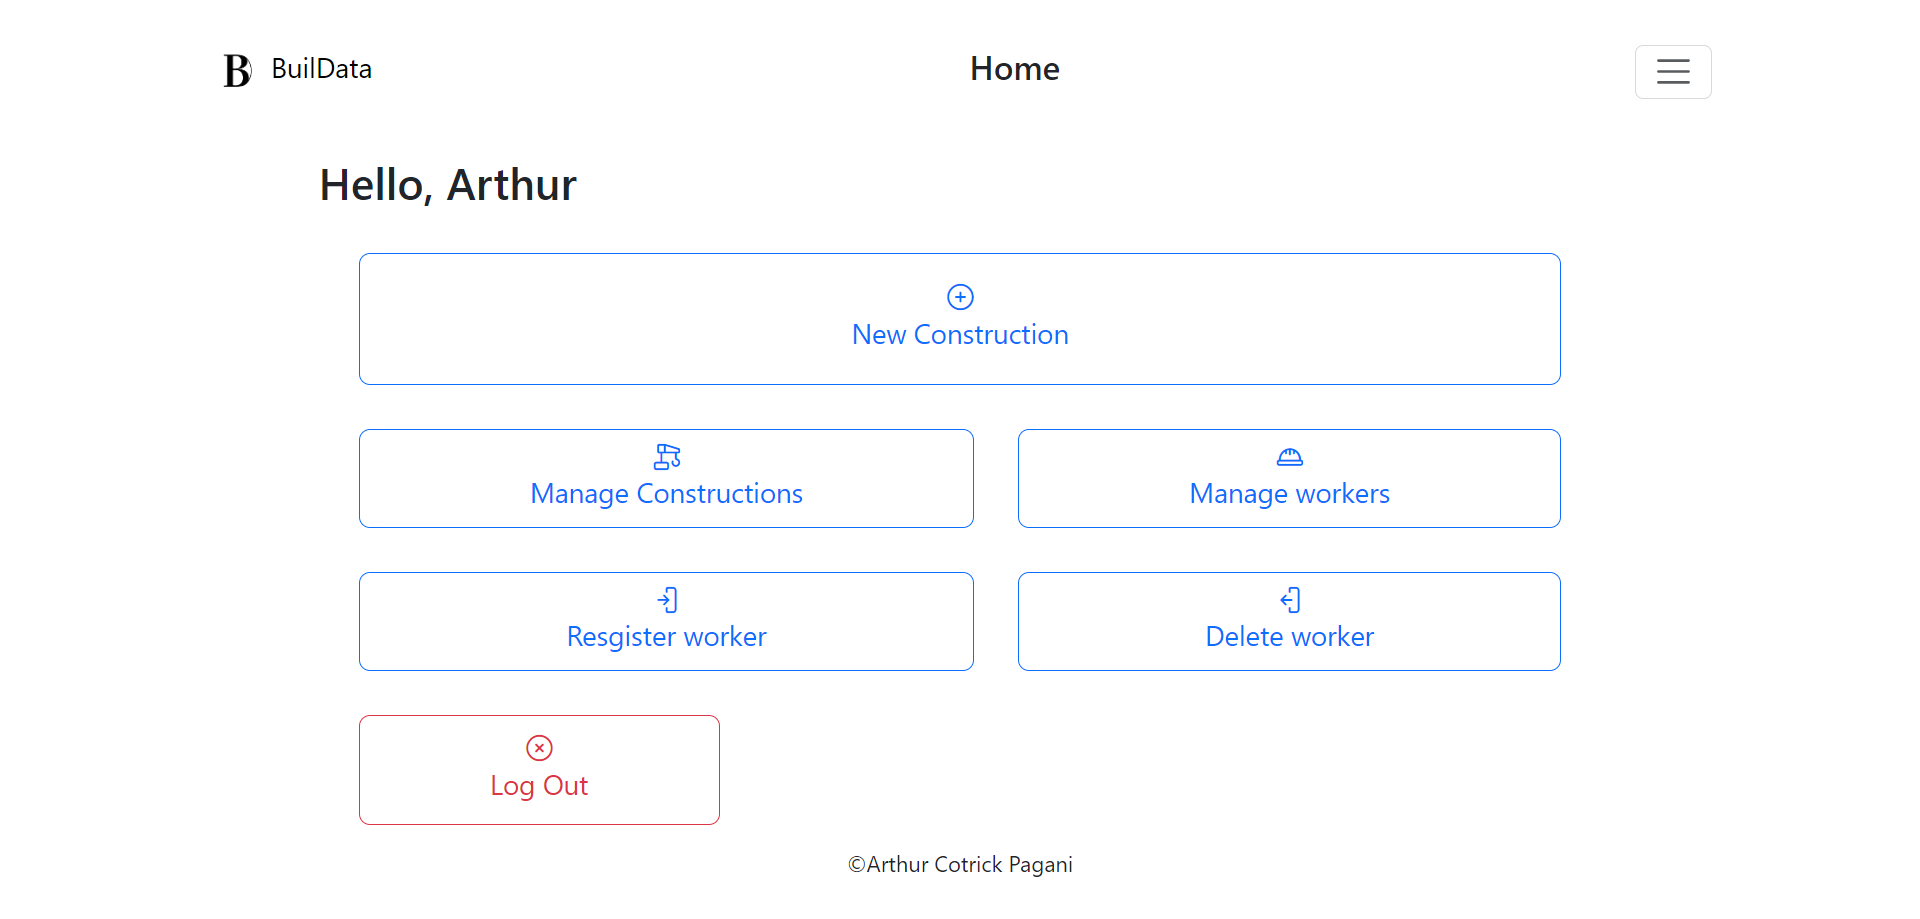 B BuilData
Home
Hello, Arthur
New Construction
Manage Constructions
Manage workers
Resgister worker
Delete worker
Log Out
©Arthur Cotrick Pagani